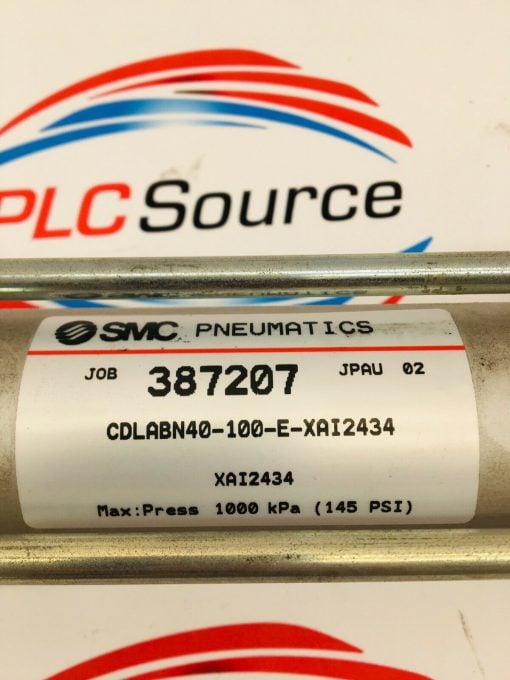 PLC Source
SMC PNEUMATICS
JOB 387207 JPAU 02
CDLABN40-100-E-XAI2434
XAI2434
Max:Press 1000 kPa (145 PSI)